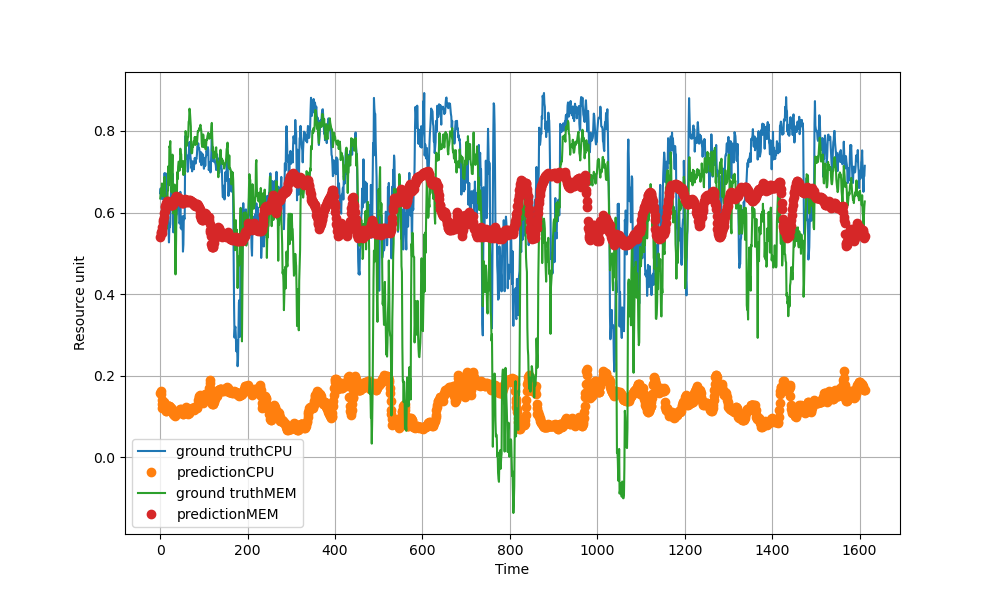 Resource unit
0.8
0.6
0.4
0.2
0.0
ground truthCPU
predictionCPU
ground truthMEM
predictionMEM
0 200 400 600 800 1000 1200 1400 1600
Time